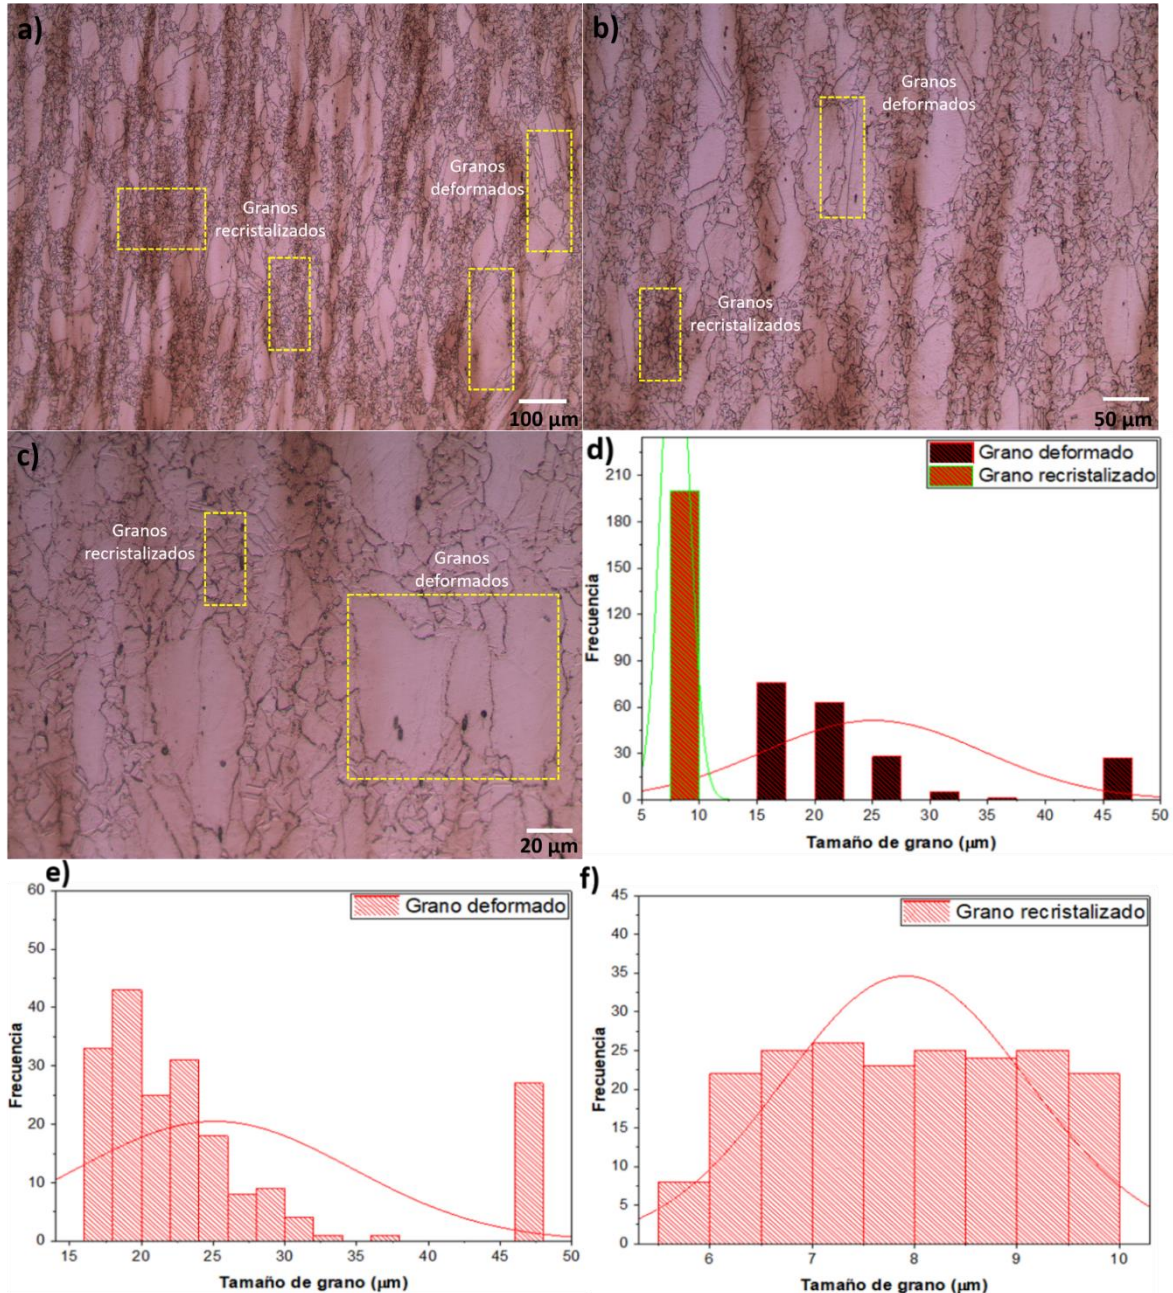 a)
Granos
deformados
Granos
recristalizados
100 µm
b)
Granos
deformados
Granos
recristalizados
50 µm
c)
Granos
recristalizados
Granos
deformados
20 µm
d)
Grano deformado
Grano recristalizado
210
180
150
120
90
60
30
0
Frecuencia
5 10 15 20 25 30 35 40 45 50
Tamaño de grano (µm)
e)
Grano deformado
60
50
40
30
20
10
0
Frecuencia
15 20 25 30 35 40 45 50
Tamaño de grano (µm)
f)
Grano recristalizado
45
40
35
30
25
20
15
10
5
0
Frecuencia
6 7 8 9 10
Tamaño de grano (µm)